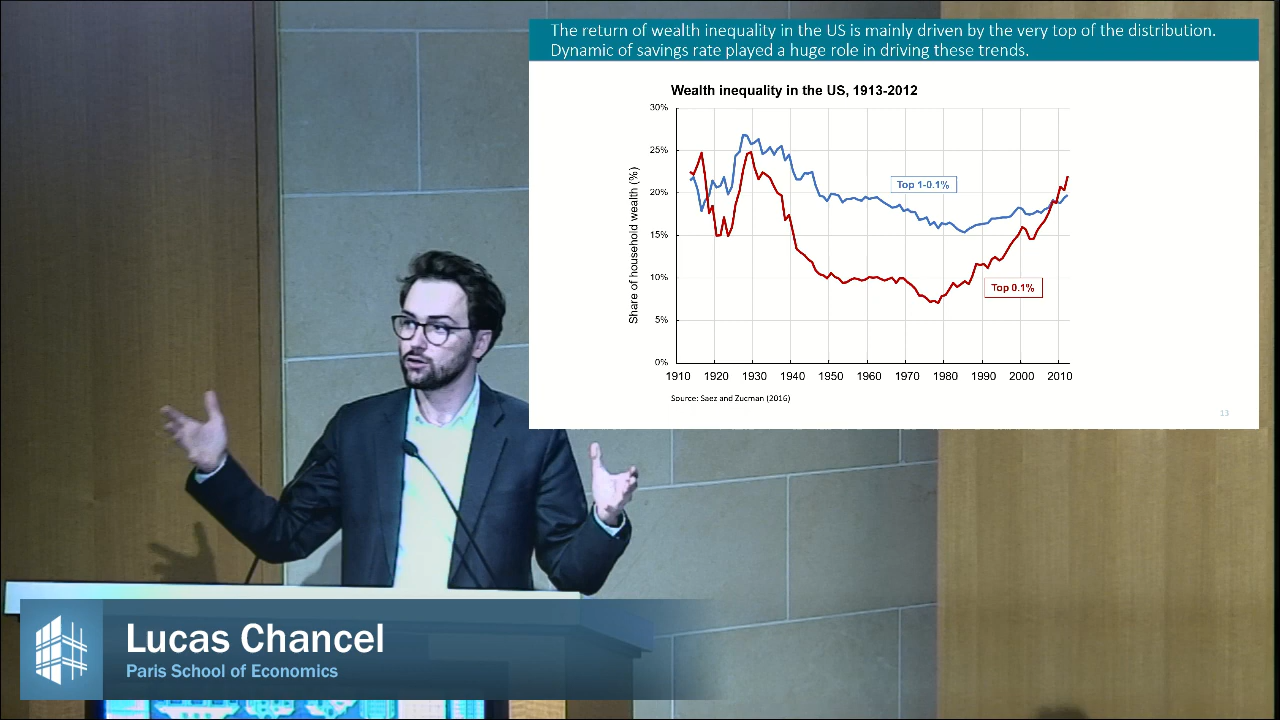 The return of wealth inequality in the US is mainly driven by the very top of the distribution.
Dynamic of savings rate played a huge role in driving these trends.
Wealth inequality in the US, 1913-2012
Share of household wealth (%)
30%
25%
20%
15%
10%
5%
0%
Top 1-0.1%
Top 0.1%
1910 1920 1930 1940 1950 1960 1970 1980 1990 2000 2010
Source: Saez and Zucman (2016)
13
Lucas Chancel
Paris School of Economics